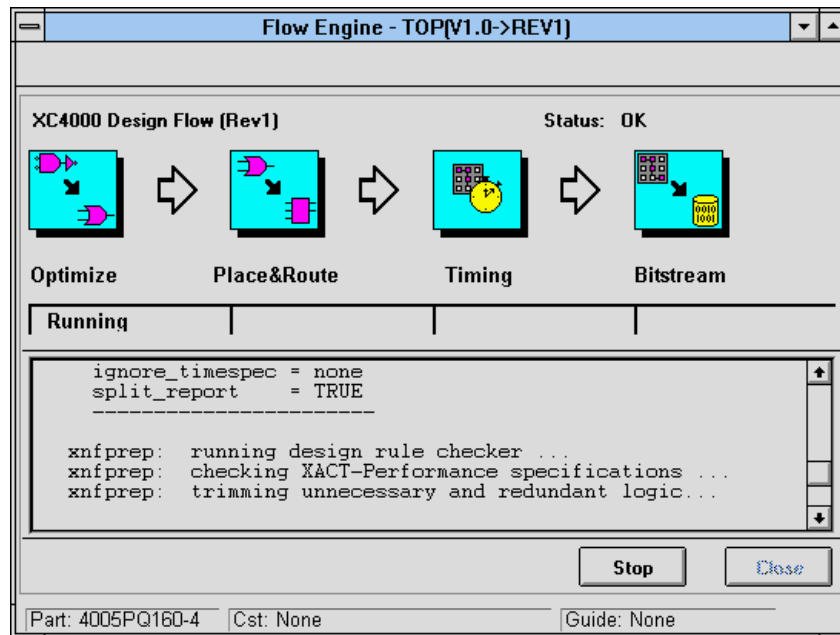 Flow Engine - TOP(V1.0->REV1)
XC4000 Design Flow (Rev1) Status: OK
Optimize Place&Route Timing Bitstream
Running
ignore_timespec = none
split_report = TRUE
-----------------------
xnfprep: running design rule checker ...
xnfprep: checking XACT-Performance specifications ...
xnfprep: trimming unnecessary and redundant logic...
Stop Close
Part: 4005PQ160-4 Cst: None Guide: None